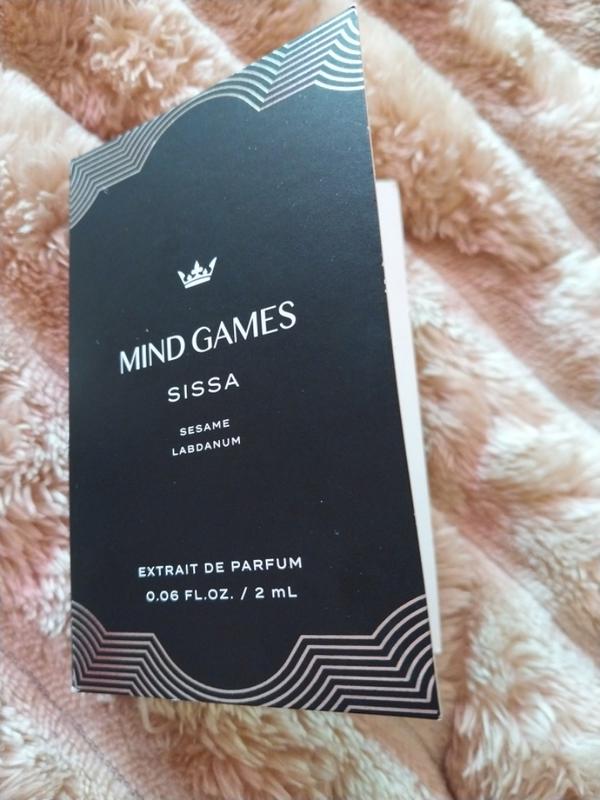 MIND GAMES
SISSA
SESAME
LABDANUM
EXTRAIT DE PARFUM
0.06 FL.OZ. / 2 mL